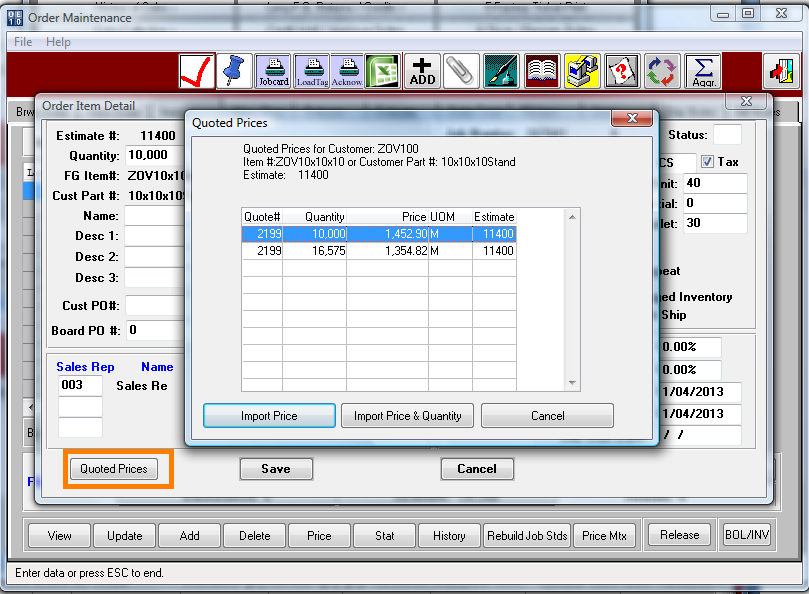 Order Maintenance
File Help
Jobcard LoadTag Acknow. ADD Aggr.
Order Item Detail
Brw
Estimate #: 11400
Quantity: 10,000
FG Item#: ZOV10x10
Cust Part #: 10x10x10S
Name:
Desc 1:
Desc 2:
Desc 3:
Cust PO#:
Board PO #: 0
Sales Rep Name
003 Sales Re
Status:
CS Tax
nit: 40
ial: 0
let: 30
eat
ed Inventory
Ship
0.00%
0.00%
1/04/2013
1/04/2013
/ /
Quoted Prices
Quoted Prices for Customer: ZOV100
Item #:ZOV10x10x10 or Customer Part #: 10x10x10Stand
Estimate: 11400
Quote# Quantity Price UOM Estimate
2199 10,000 1,452.90 M 11400
2199 16,575 1,354.82 M 11400
Import Price Import Price & Quantity Cancel
Quoted Prices Save Cancel
View Update Add Delete Price Stat History Rebuild Job Stds Price Mtx Release BOL/INV
Enter data or press ESC to end.